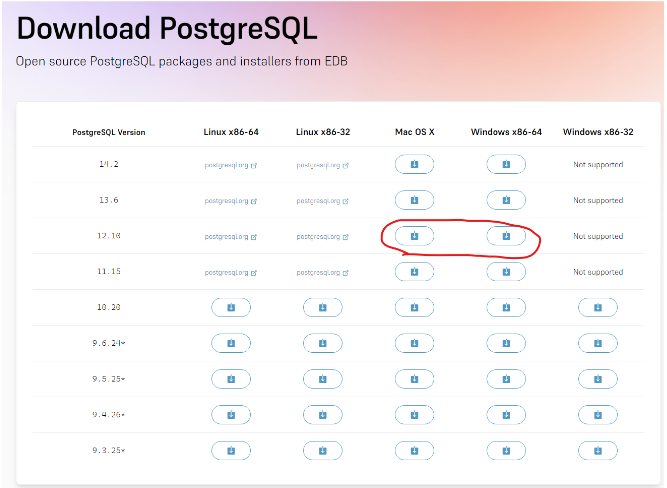 Download PostgreSQL
Open source PostgreSQL packages and installers from EDB
PostgreSQL Version Linux x86-64 Linux x86-32 Mac OS X Windows x86-64 Windows x86-32
14.2 postgresql.org postgresql.org Not supported
13.6 postgresql.org postgresql.org Not supported
12.10 postgresql.org postgresql.org Not supported
11.15 postgresql.org postgresql.org Not supported
10.20
9.6.24*
9.5.25*
9.4.26*
9.3.25*